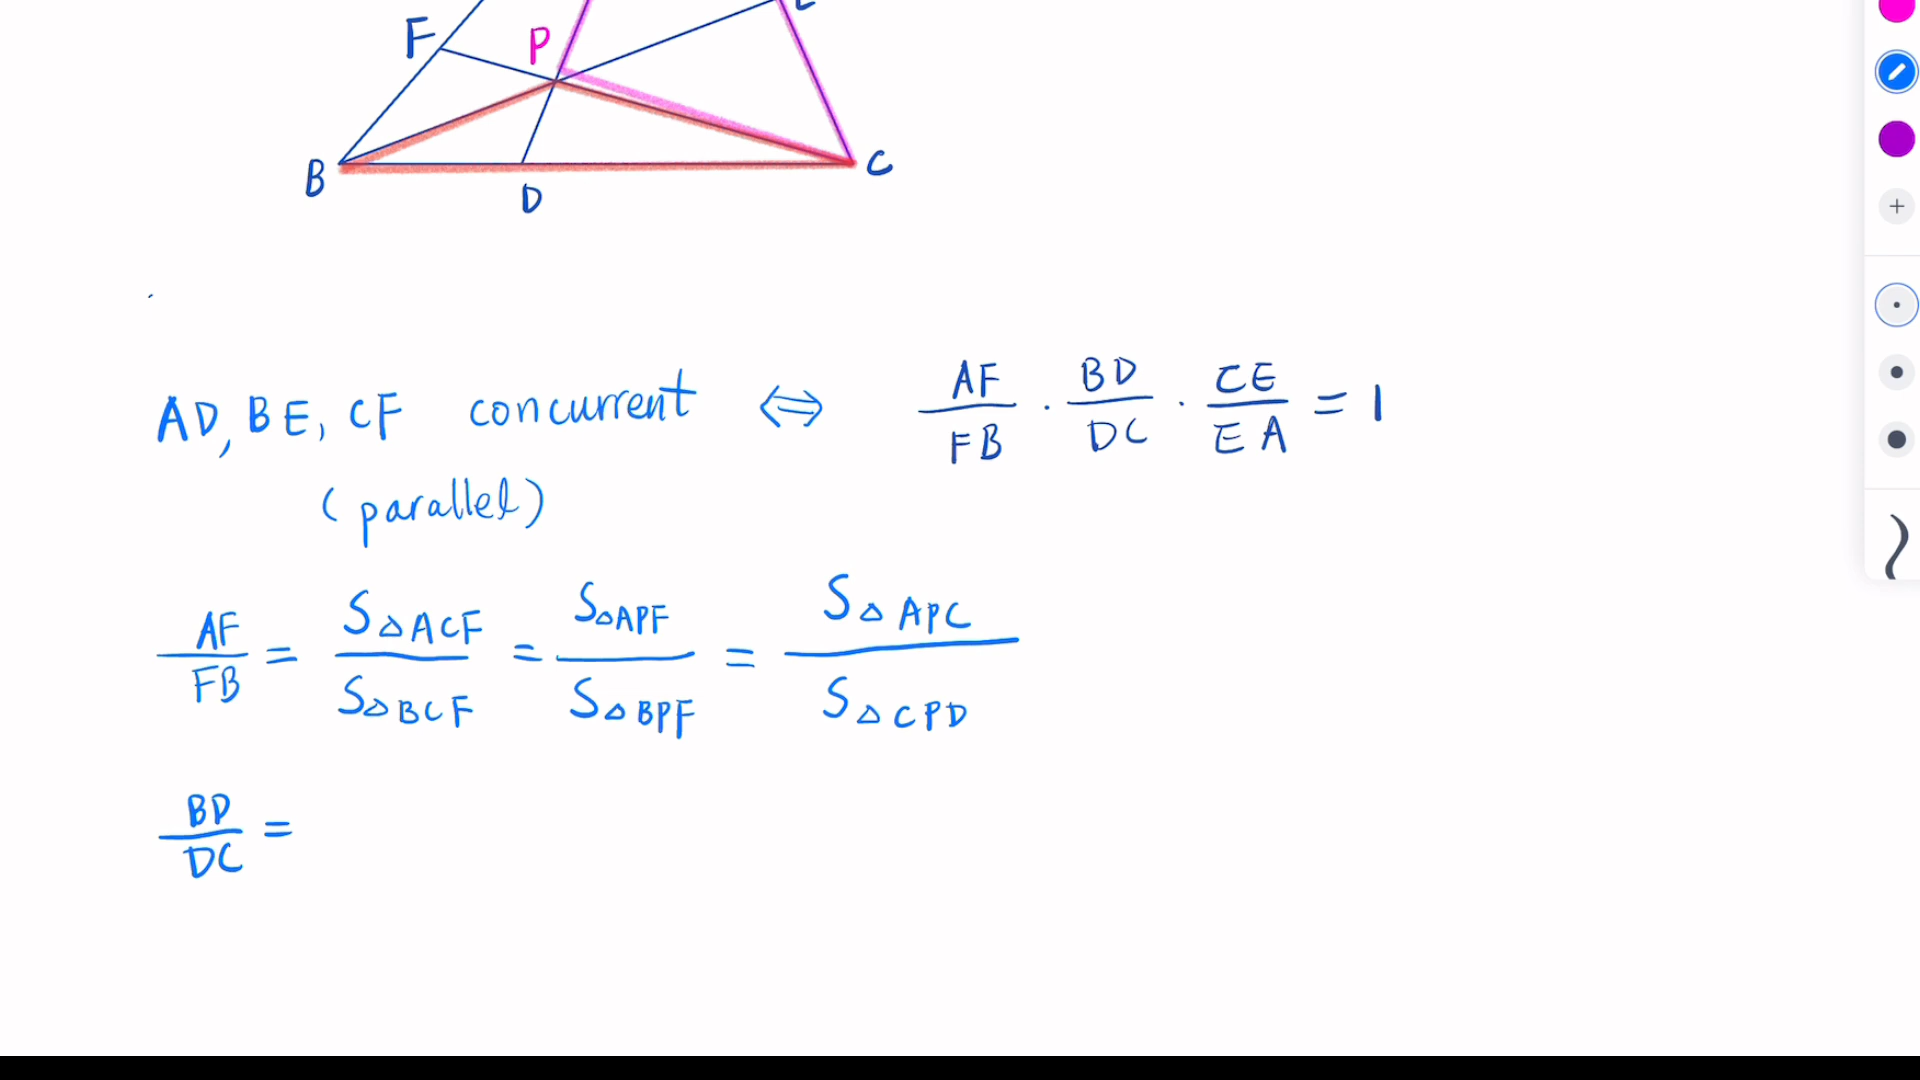 F P
B D C
AD, BE, CF concurrent ⇔ AF/FB · BD/DC · CE/EA = 1
(parallel)
AF/FB = S△ACF/S△BCF = S△APF/S△BPF = S△APC/S△CPD
BD/DC =